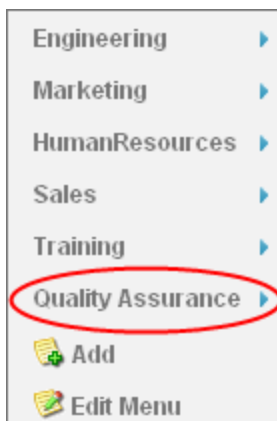 Engineering
Marketing
HumanResources
Sales
Training
Quality Assurance
Add
Edit Menu